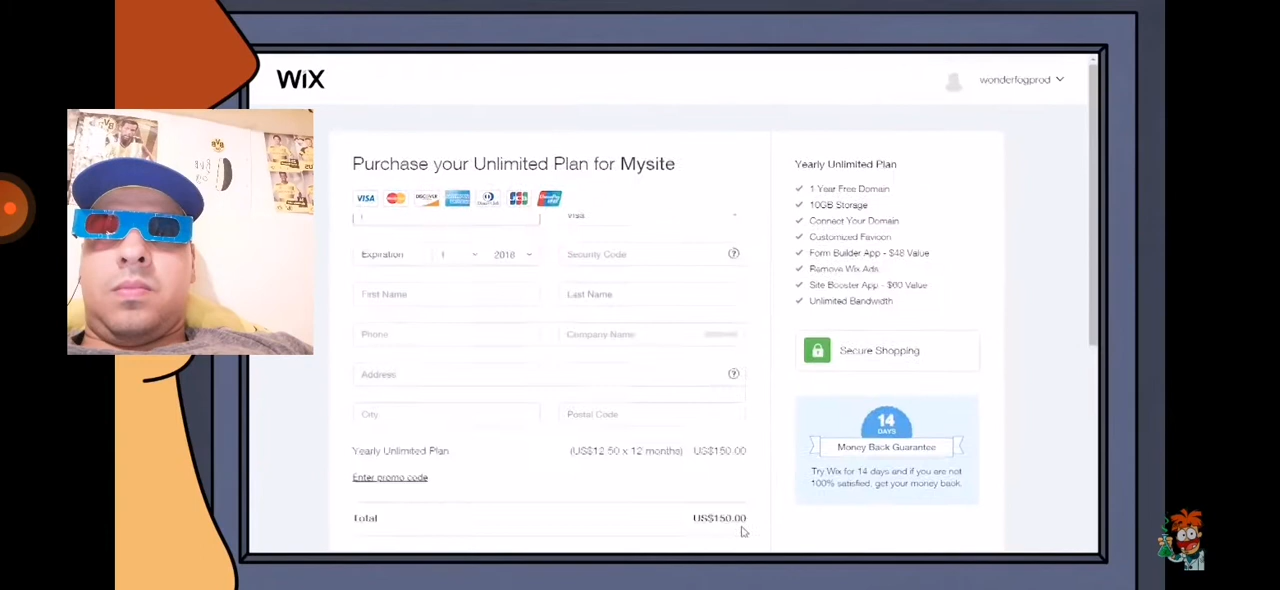 WiX
wonderfogprod
Purchase your Unlimited Plan for Mysite
VISA
DISCOVER
JCB
Visa
Expiration 1 2018
Security Code ?
First Name
Last Name
Phone
Company Name
Address ?
City
Postal Code
Yearly Unlimited Plan (US$12.50 x 12 months) US$150.00
Enter promo code
Total US$150.00
Yearly Unlimited Plan
1 Year Free Domain
10GB Storage
Connect Your Domain
Customized Favicon
Form Builder App - $48 Value
Remove Wix Ads
Site Booster App - $60 Value
Unlimited Bandwidth
Secure Shopping
14
DAYS
Money Back Guarantee
Try Wix for 14 days and if you are not
100% satisfied, get your money back.
BVB